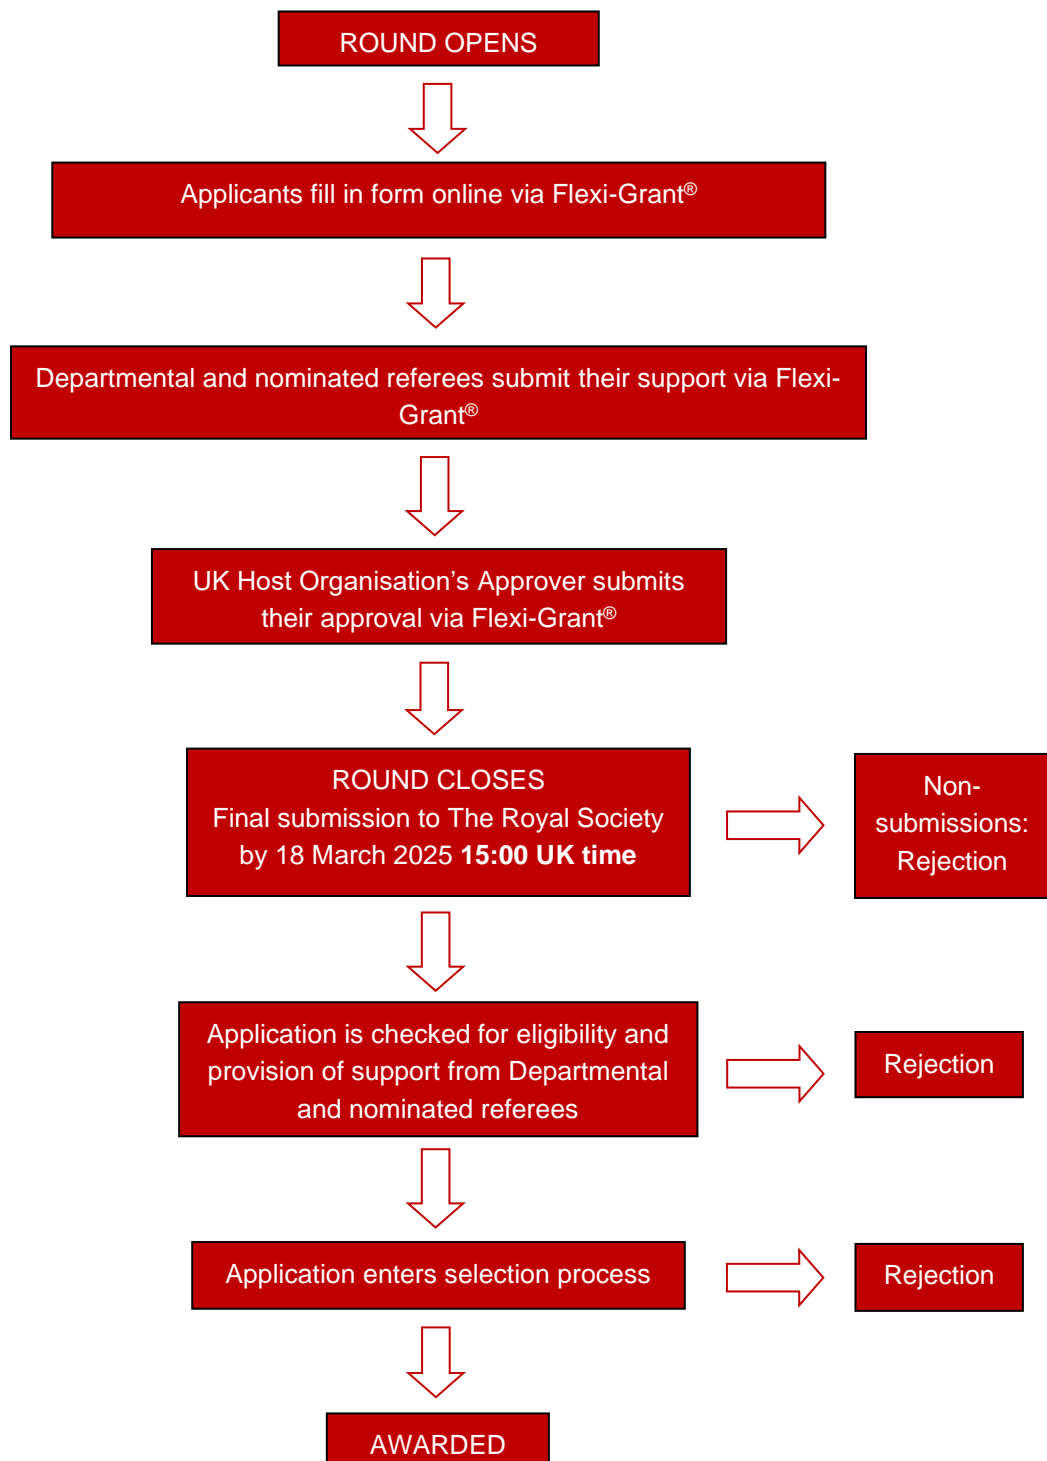 ROUND OPENS
Applicants fill in form online via Flexi-Grant®
Departmental and nominated referees submit their support via Flexi-
Grant®
UK Host Organisation’s Approver submits
their approval via Flexi-Grant®
ROUND CLOSES
Final submission to The Royal Society
by 18 March 2025 15:00 UK time
Non-
submissions:
Rejection
Application is checked for eligibility and
provision of support from Departmental
and nominated referees
Rejection
Application enters selection process
Rejection
AWARDED